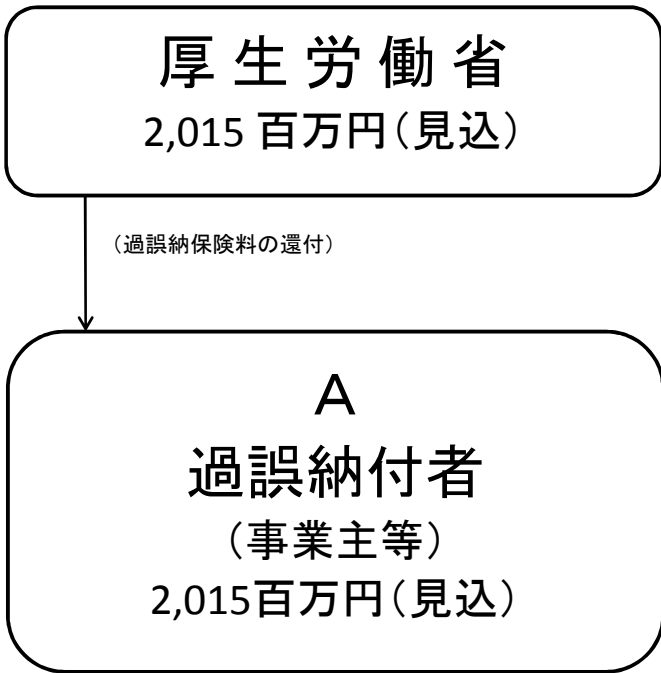 厚生労働省
2,015 百万円（見込）
（過誤納保険料の還付）
A
過誤納付者
（事業主等）
2,015百万円（見込）